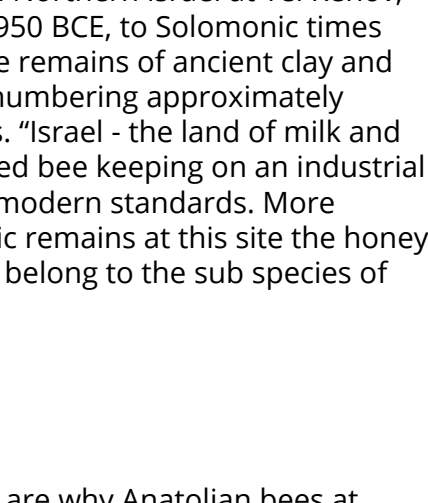 950 BCE, to Solomonic times
remains of ancient clay and
numbering approximately
“Israel - the land of milk and
bee keeping on an industrial
modern standards. More
remains at this site the honey
belong to the sub species of
are why Anatolian bees at